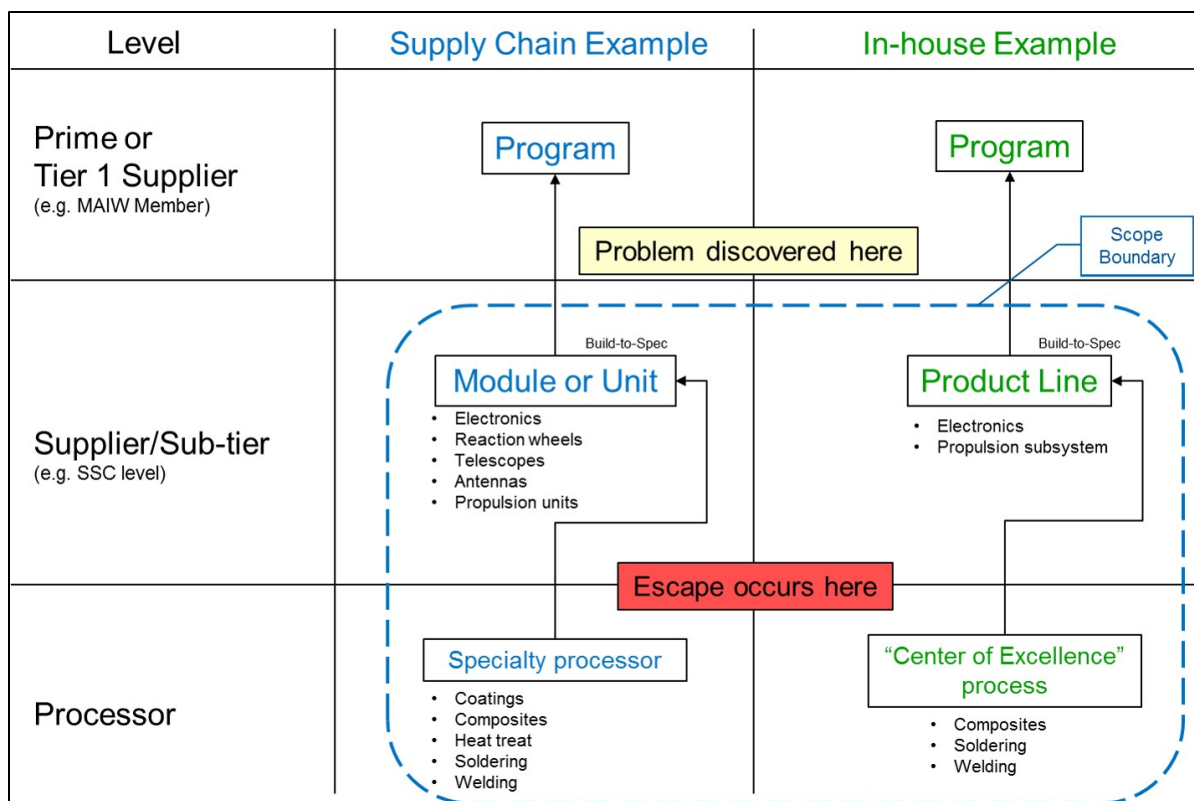 Level
Supply Chain Example
In-house Example
Prime or
Tier 1 Supplier
(e.g. MAIW Member)
Program
Program
Problem discovered here
Scope
Boundary
Supplier/Sub-tier
(e.g. SSC level)
Build-to-Spec
Module or Unit
• Electronics
• Reaction wheels
• Telescopes
• Antennas
• Propulsion units
Build-to-Spec
Product Line
• Electronics
• Propulsion subsystem
Escape occurs here
Processor
Specialty processor
• Coatings
• Composites
• Heat treat
• Soldering
• Welding
“Center of Excellence”
process
• Composites
• Soldering
• Welding